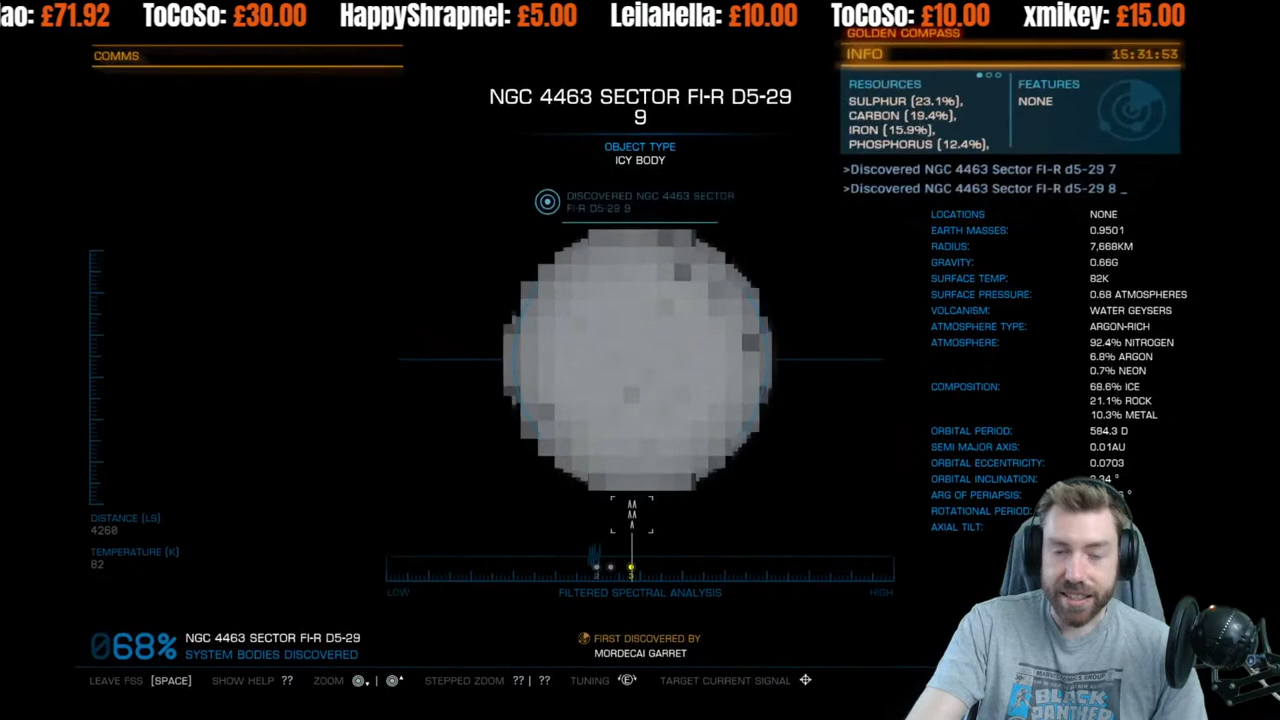 lao: £71.92 ToCoSo: £30.00 HappyShrapnel: £5.00 LeilaHella: £10.00 ToCoSo: £10.00 xmikey: £15.00
COMMS
GOLDEN COMPASS
INFO 15:31:53
RESOURCES
SULPHUR (23.1%),
CARBON (19.4%),
IRON (15.9%),
PHOSPHORUS (12.4%),
FEATURES
NONE
>Discovered NGC 4463 Sector FI-R d5-29 7
>Discovered NGC 4463 Sector FI-R d5-29 8 _
NGC 4463 SECTOR FI-R D5-29
9
OBJECT TYPE
ICY BODY
DISCOVERED NGC 4463 SECTOR
FI-R D5-29 9
LOCATIONS NONE
EARTH MASSES: 0.9501
RADIUS: 7,668KM
GRAVITY: 0.66G
SURFACE TEMP: 82K
SURFACE PRESSURE: 0.68 ATMOSPHERES
VOLCANISM: WATER GEYSERS
ATMOSPHERE TYPE: ARGON-RICH
ATMOSPHERE: 92.4% NITROGEN
6.8% ARGON
0.7% NEON
COMPOSITION: 68.6% ICE
21.1% ROCK
10.3% METAL
ORBITAL PERIOD: 584.3 D
SEMI MAJOR AXIS: 0.01AU
ORBITAL ECCENTRICITY: 0.0703
ORBITAL INCLINATION: °
ARG OF PERIAPSIS: °
ROTATIONAL PERIOD:
AXIAL TILT:
DISTANCE (LS)
4260
TEMPERATURE (K)
82
LOW FILTERED SPECTRAL ANALYSIS HIGH
068% NGC 4463 SECTOR FI-R D5-29
SYSTEM BODIES DISCOVERED
FIRST DISCOVERED BY
MORDECAI GARRET
LEAVE FSS [SPACE] SHOW HELP ?? ZOOM | STEPPED ZOOM ?? | ?? TUNING (E) TARGET CURRENT SIGNAL
BLACK
PANTHER